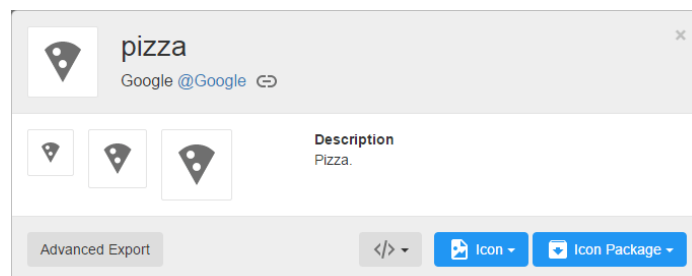 pizza
Google @Google
Description
Pizza.
Advanced Export
</>
Icon
Icon Package